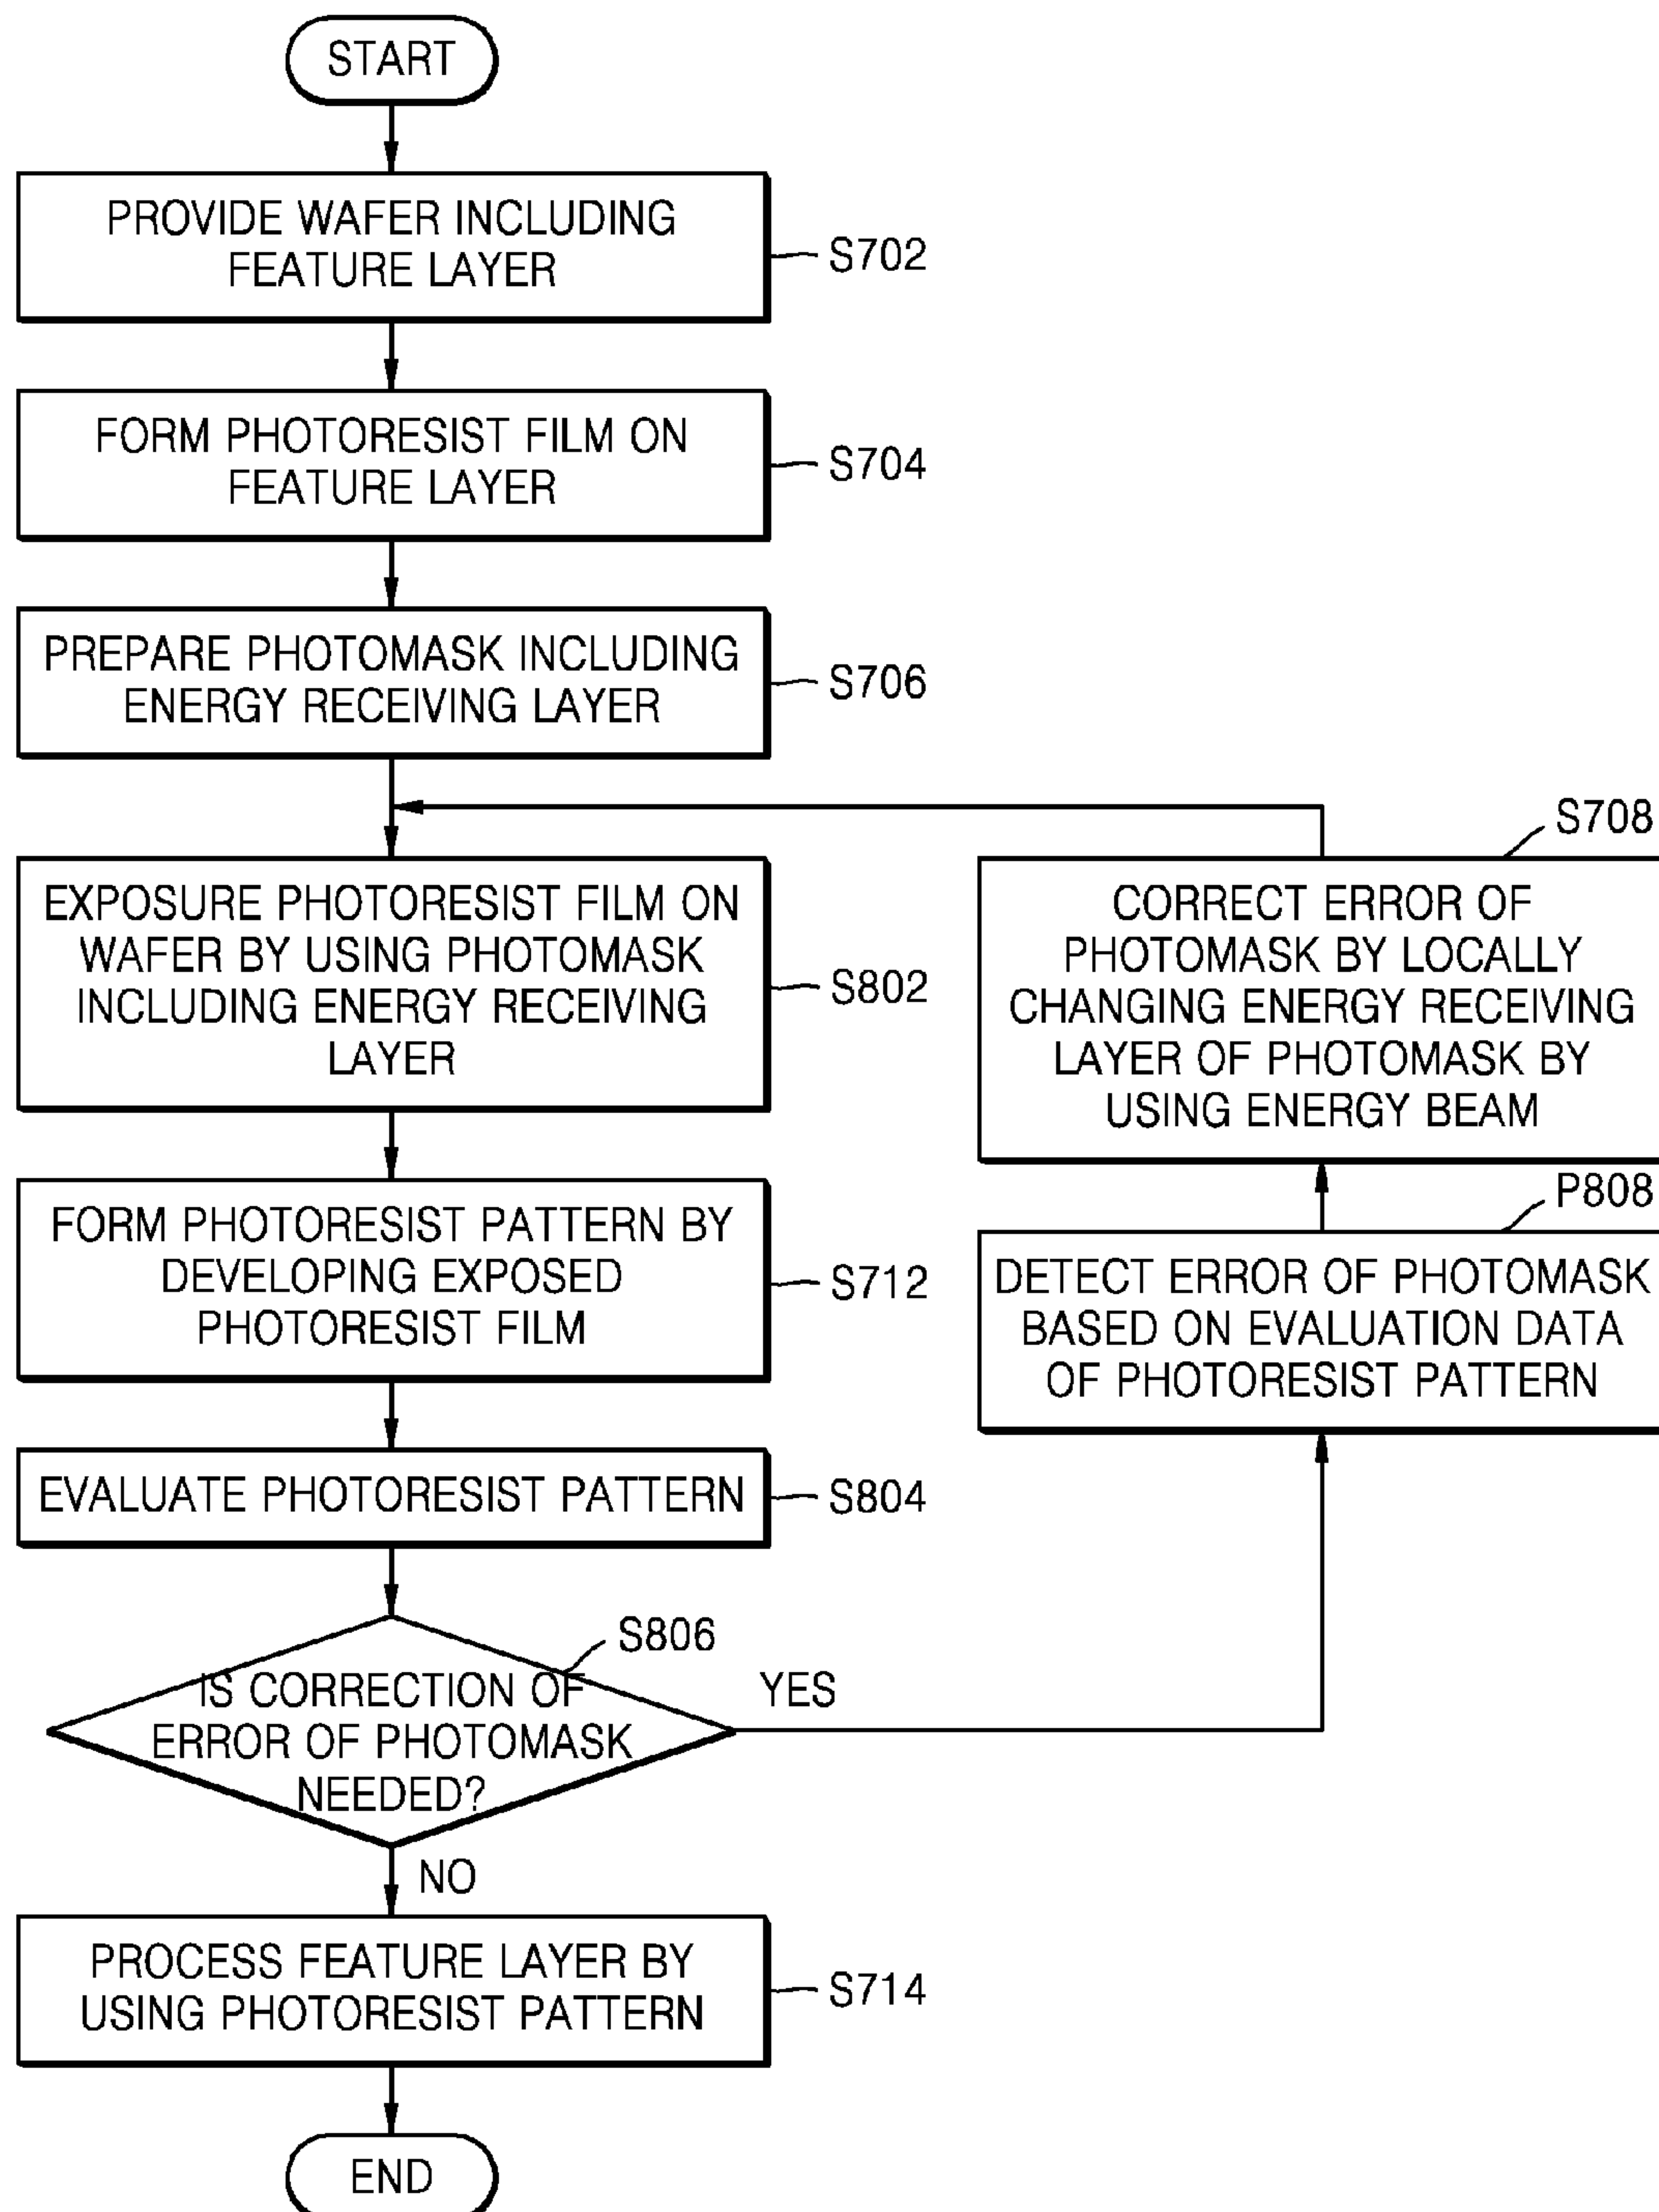 START
PROVIDE WAFER INCLUDING
FEATURE LAYER
S702
FORM PHOTORESIST FILM ON
FEATURE LAYER
S704
PREPARE PHOTOMASK INCLUDING
ENERGY RECEIVING LAYER
S706
EXPOSURE PHOTORESIST FILM ON
WAFER BY USING PHOTOMASK
INCLUDING ENERGY RECEIVING
LAYER
S802
FORM PHOTORESIST PATTERN BY
DEVELOPING EXPOSED
PHOTORESIST FILM
S712
EVALUATE PHOTORESIST PATTERN
S804
S806
IS CORRECTION OF
ERROR OF PHOTOMASK
NEEDED?
YES
NO
S708
CORRECT ERROR OF
PHOTOMASK BY LOCALLY
CHANGING ENERGY RECEIVING
LAYER OF PHOTOMASK BY
USING ENERGY BEAM
P808
DETECT ERROR OF PHOTOMASK
BASED ON EVALUATION DATA
OF PHOTORESIST PATTERN
PROCESS FEATURE LAYER BY
USING PHOTORESIST PATTERN
S714
END